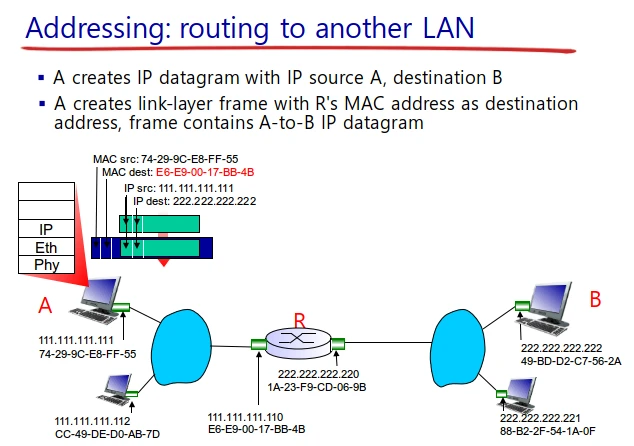 Addressing: routing to another LAN
▪ A creates IP datagram with IP source A, destination B
▪ A creates link-layer frame with R's MAC address as destination
address, frame contains A-to-B IP datagram
MAC src: 74-29-9C-E8-FF-55
MAC dest: E6-E9-00-17-BB-4B
IP src: 111.111.111.111
IP dest: 222.222.222.222
IP
Eth
Phy
A
R
B
111.111.111.111
74-29-9C-E8-FF-55
222.222.222.222
49-BD-D2-C7-56-2A
222.222.222.220
1A-23-F9-CD-06-9B
111.111.111.112
CC-49-DE-D0-AB-7D
111.111.111.110
E6-E9-00-17-BB-4B
222.222.222.221
88-B2-2F-54-1A-0F